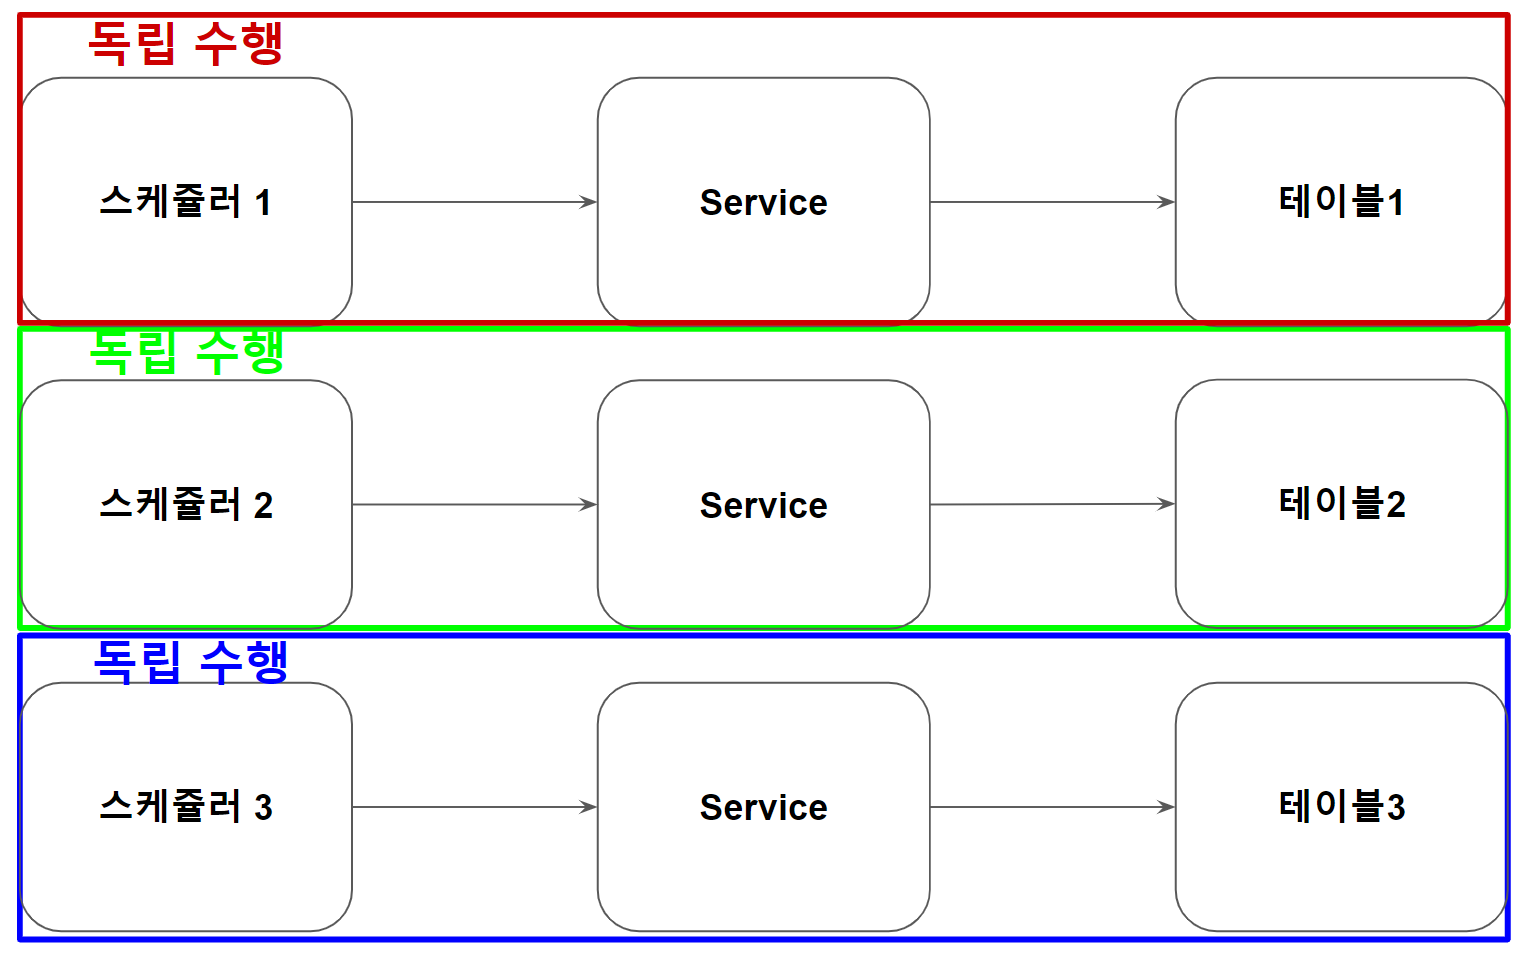 독립 수행
스케쥴러 1
Service
테이블1
독립 수행
스케쥴러 2
Service
테이블2
독립 수행
스케쥴러 3
Service
테이블3